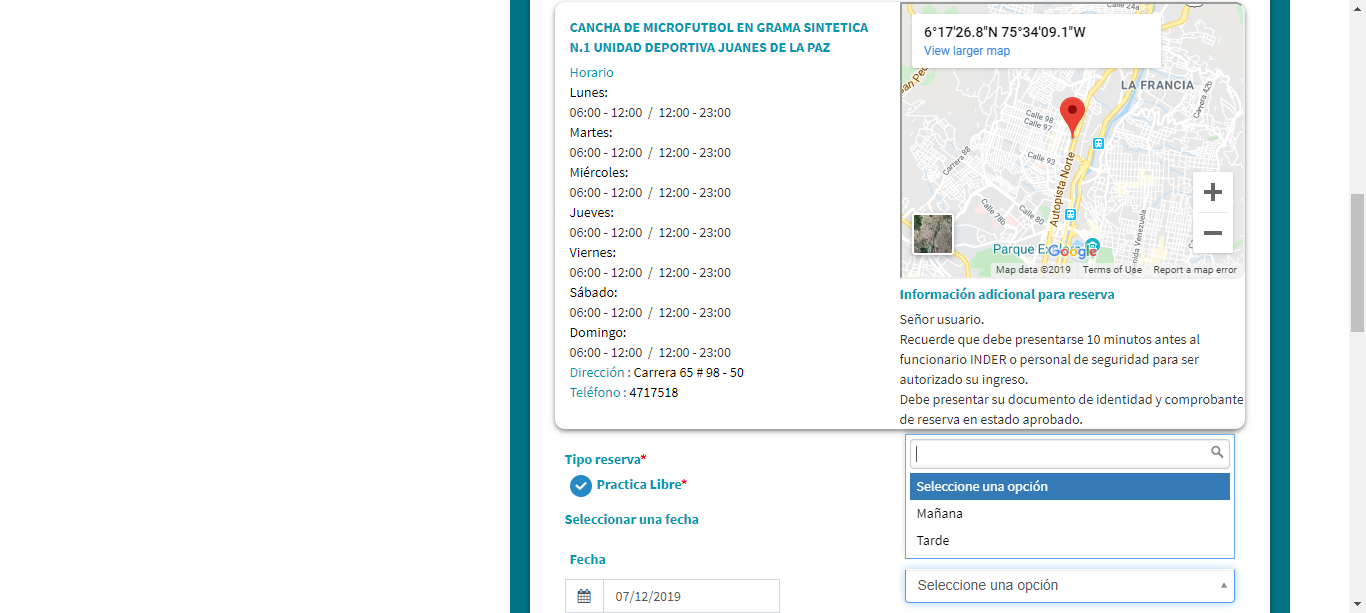 CANCHA DE MICROFUTBOL EN GRAMA SINTETICA
N.1 UNIDAD DEPORTIVA JUANES DE LA PAZ
Horario
Lunes:
06:00 - 12:00 / 12:00 - 23:00
Martes:
06:00 - 12:00 / 12:00 - 23:00
Miércoles:
06:00 - 12:00 / 12:00 - 23:00
Jueves:
06:00 - 12:00 / 12:00 - 23:00
Viernes:
06:00 - 12:00 / 12:00 - 23:00
Sábado:
06:00 - 12:00 / 12:00 - 23:00
Domingo:
06:00 - 12:00 / 12:00 - 23:00
Dirección : Carrera 65 # 98 - 50
Teléfono : 4717518
Calle 24a
6°17'26.8"N 75°34'09.1"W
View larger map
LA FRANCIA
Carrera 42b
Calle 98
Calle 97
Calle 93
Carrera 88
Autopista Norte
Calle 78b
Calle 80
Venezuela
Parque
Google
Map data ©2019 Terms of Use Report a map error
Información adicional para reserva
Señor usuario.
Recuerde que debe presentarse 10 minutos antes al
funcionario INDER o personal de seguridad para ser
autorizado su ingreso.
Debe presentar su documento de identidad y comprobante
de reserva en estado aprobado.
Tipo reserva*
Practica Libre*
Seleccionar una fecha
Fecha
07/12/2019
Seleccione una opción
Mañana
Tarde
Seleccione una opción